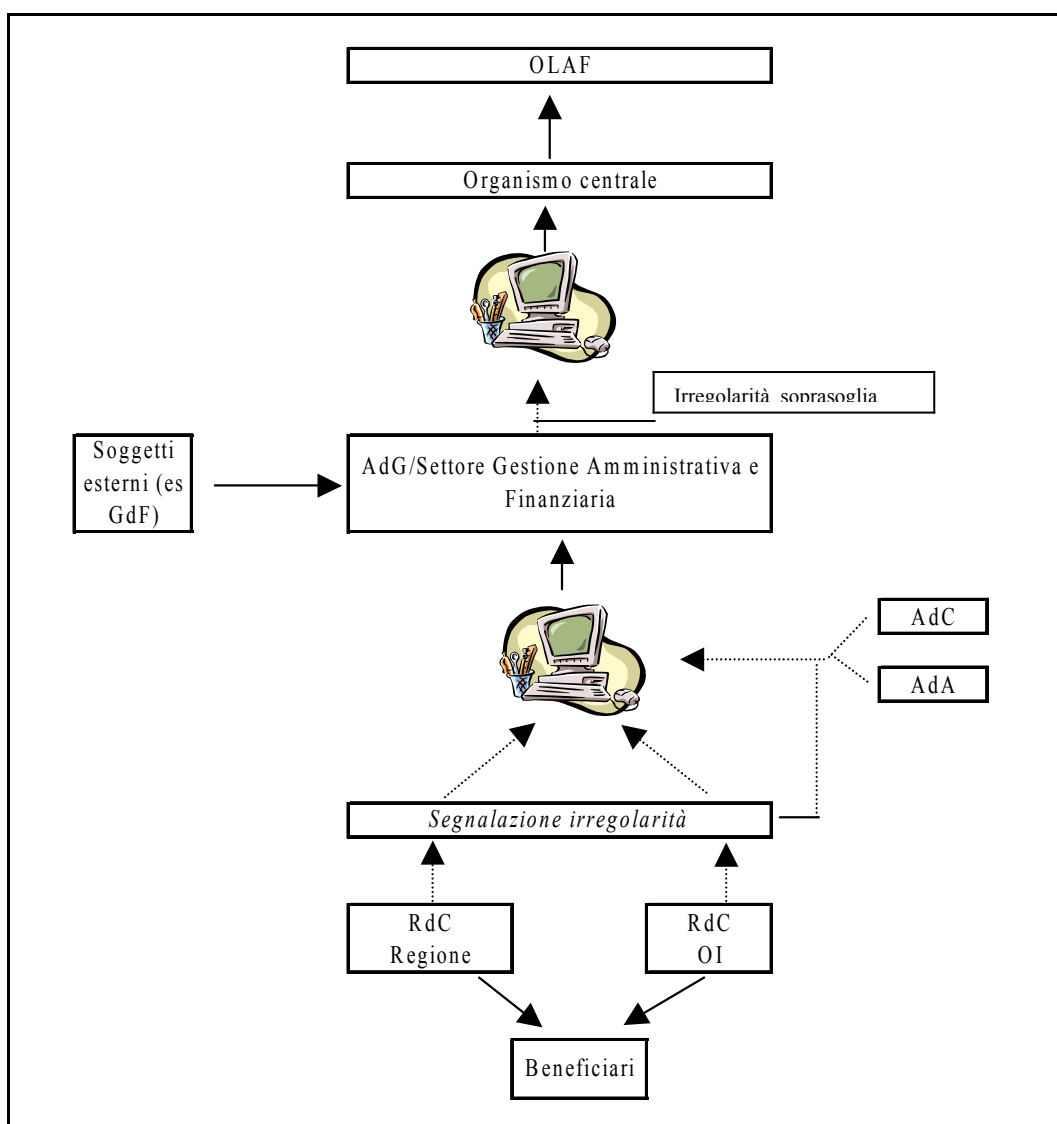 OLAF
Organismo centrale
Irregolarità soprasoglia
Soggetti
esterni (es
GdF)
AdG/Settore Gestione Amministrativa e
Finanziaria
AdC
AdA
Segnalazione irregolarità
RdC
Regione
RdC
OI
Beneficiari